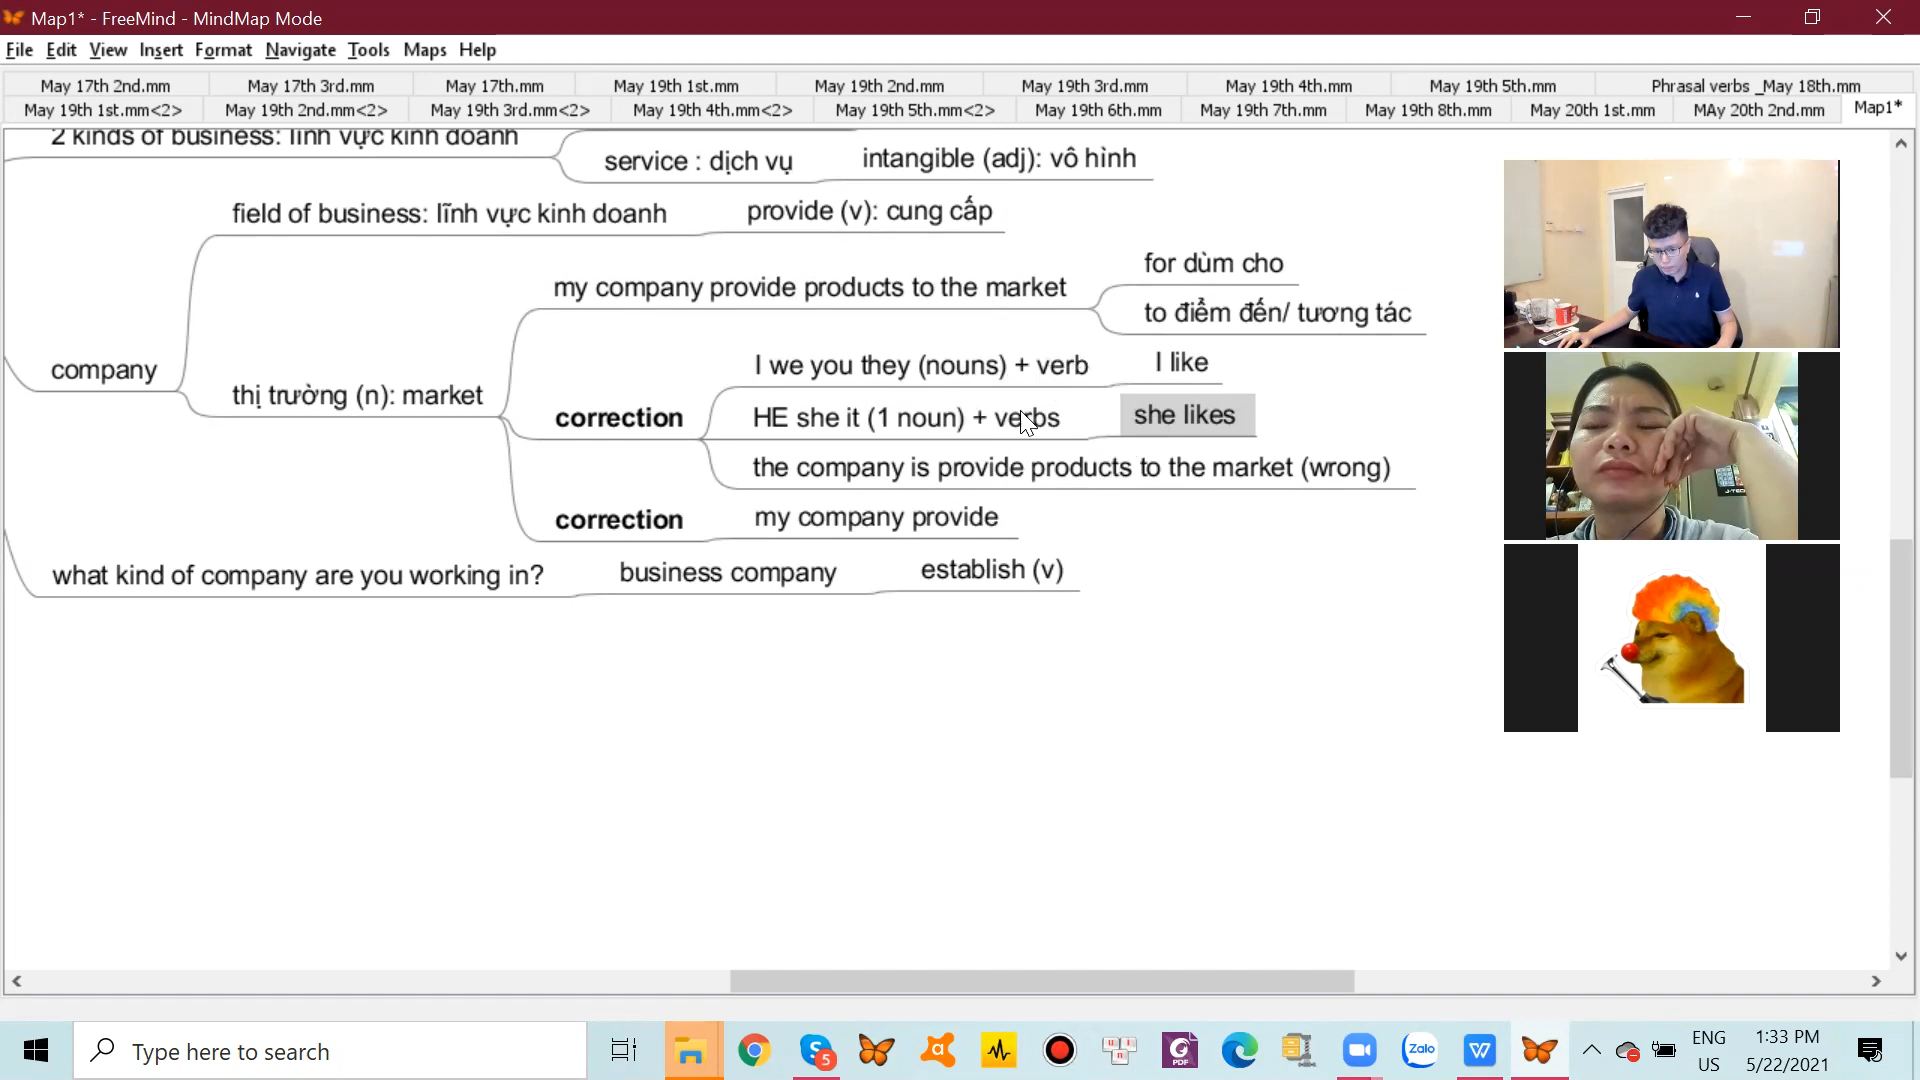 Map1* - FreeMind - MindMap Mode
File Edit View Insert Format Navigate Tools Maps Help
May 17th 2nd.mm May 17th 3rd.mm May 17th.mm May 19th 1st.mm May 19th 2nd.mm May 19th 3rd.mm May 19th 4th.mm May 19th 5th.mm Phrasal verbs _May 18th.mm
May 19th 1st.mm<2> May 19th 2nd.mm<2> May 19th 3rd.mm<2> May 19th 4th.mm<2> May 19th 5th.mm<2> May 19th 6th.mm May 19th 7th.mm May 19th 8th.mm May 20th 1st.mm MAy 20th 2nd.mm Map1*
2 kinds of business: lĩnh vực kinh doanh
service : dịch vụ
intangible (adj): vô hình
field of business: lĩnh vực kinh doanh
provide (v): cung cấp
my company provide products to the market
for dùm cho
to điểm đến/ tương tác
company
thị trường (n): market
correction
I we you they (nouns) + verb
I like
HE she it (1 noun) + verbs
she likes
the company is provide products to the market (wrong)
correction
my company provide
what kind of company are you working in?
business company
establish (v)
Type here to search
5
PDF
Zalo
ENG
US
1:33 PM
5/22/2021